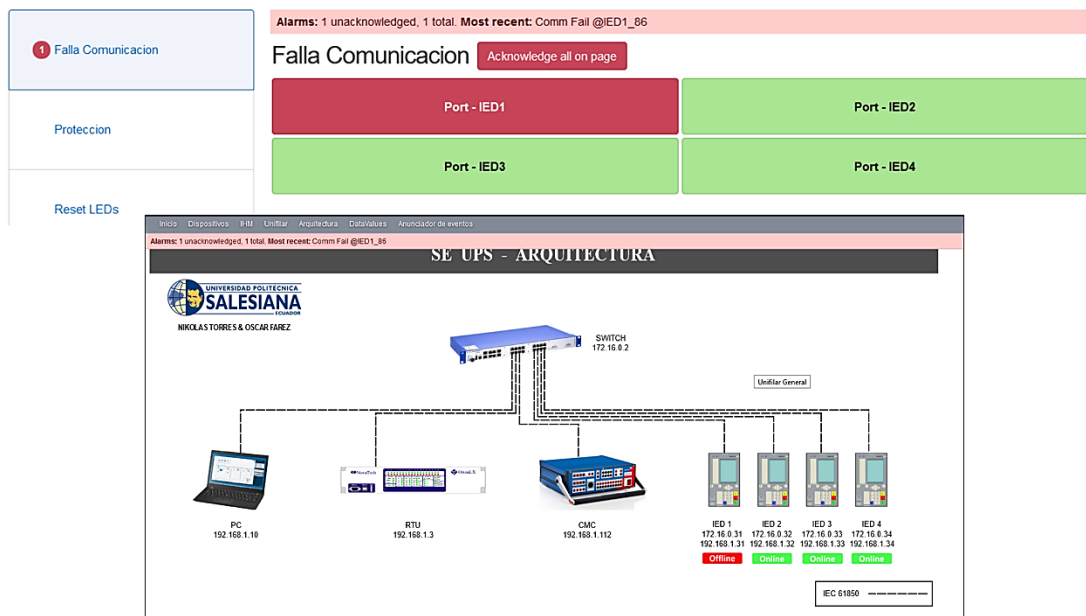 1 Falla Comunicacion
Proteccion
Reset LEDs
Alarms: 1 unacknowledged, 1 total. Most recent: Comm Fail @IED1_86
Falla Comunicacion Acknowledge all on page
Port - IED1
Port - IED2
Port - IED3
Port - IED4
Inicio Dispositivos IHM Unifilar Arquitectura DataValues Anunciador de eventos
Alarms: 1 unacknowledged, 1 total. Most recent: Comm Fail @IED1_86
SE UPS - ARQUITECTURA
UNIVERSIDAD POLITECNICA
SALESIANA
ECUADOR
NIKOLAS TORRES & OSCAR FAREZ
SWITCH
172.16.0.2
Unifilar General
PC
192.168.1.10
RTU
192.168.1.3
CMC
192.168.1.112
IED 1
172.16.0.31
192.168.1.31
Offline
IED 2
172.16.0.32
192.168.1.32
Online
IED 3
172.16.0.33
192.168.1.33
Online
IED 4
172.16.0.34
192.168.1.34
Online
IEC 61850